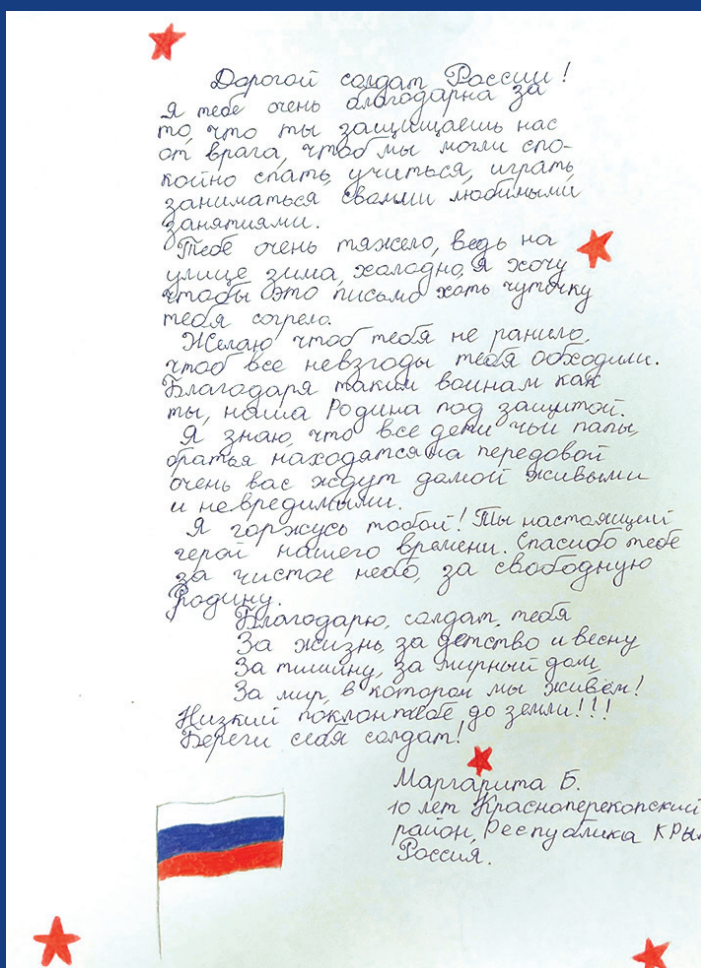 Дорогой солдат России!
Я тебе очень благодарна за
то, что ты защищаешь нас
от врага, чтоб мы могли спо-
койно спать, учиться, играть,
заниматься своими любимыми
занятиями.
Тебе очень тяжело, ведь на
улице зима, холодно, я хочу
чтобы это письмо хоть чуточку
тебя согрело.
Желаю чтоб тебя не ранило,
чтоб все невзгоды тебя обходили.
Благодаря таким воинам как
ты, наша Родина под защитой.
Я знаю, что все дети чьи папы,
братья находятся на передовой
очень вас ждут домой живыми
и невредимыми.
Я горжусь тобой! Ты настоящий
герой нашего времени. Спасибо тебе
за чистое небо, за свободную
Родину.
Благодарю, солдат, тебя
За жизнь, за детство и весну
За тишину, за мирный дом,
За мир, в котором мы живём!
Низкий поклон тебе до земли!!!
Береги себя солдат!
Маргарита Б.
10 лет Красноперекопский
район, Республика КРЫ
Россия.